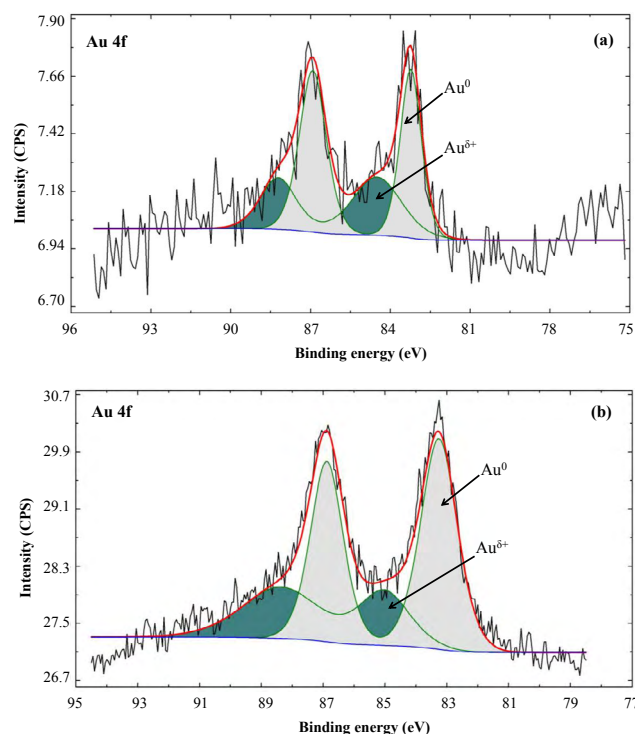 7.90
Au 4f
(a)
7.66
Au⁰
7.42
Auᵟ⁺
7.18
6.94
6.70
Intensity (CPS)
96 93 90 87 84 81 78 75
Binding energy (eV)
30.7
Au 4f
(b)
29.9
Au⁰
29.1
Auᵟ⁺
28.3
27.5
26.7
Intensity (CPS)
95 93 91 89 87 85 83 81 79 77
Binding energy (eV)